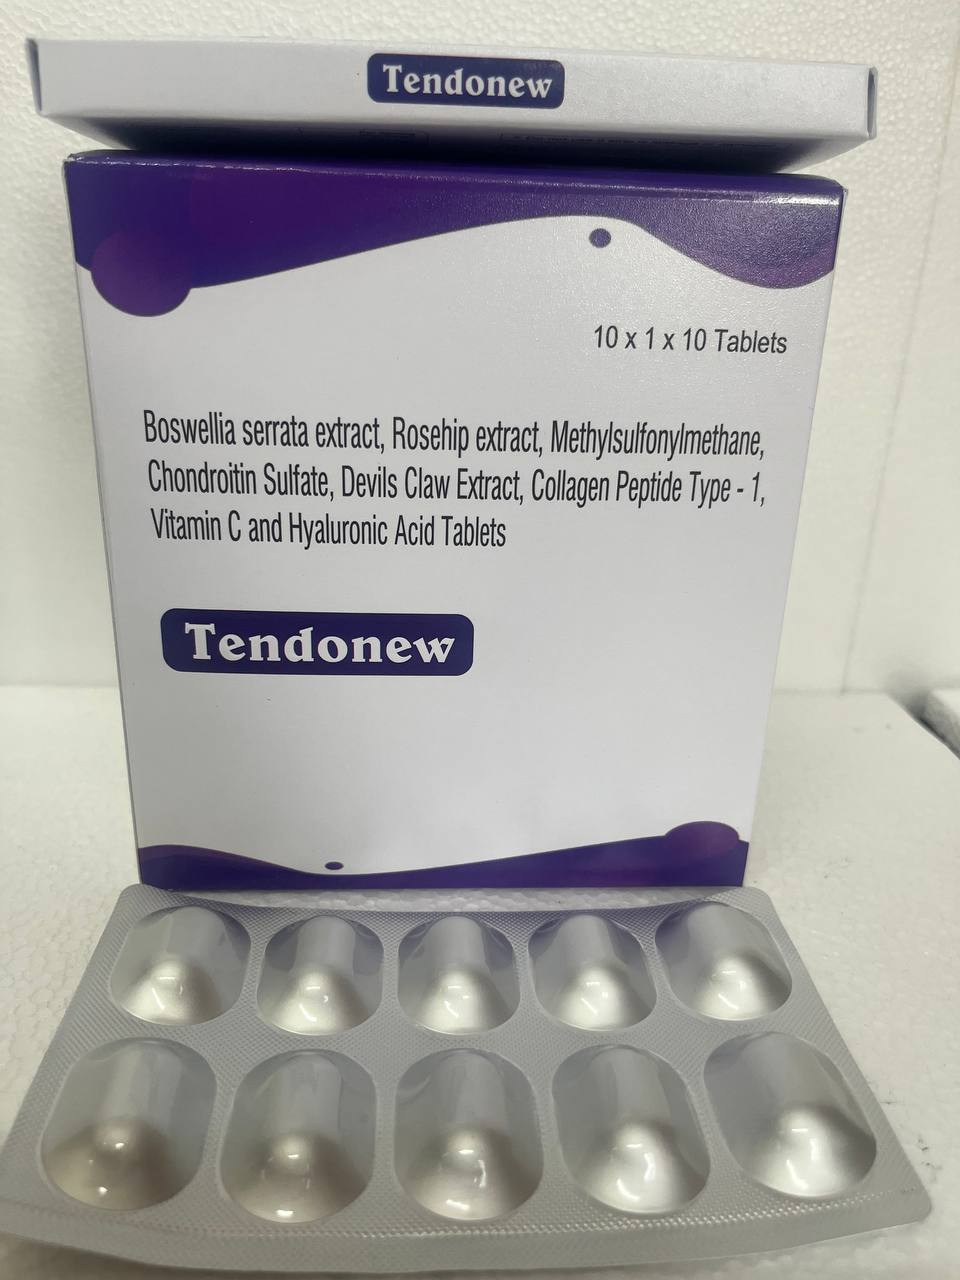 Tendonew
10 x 1 x 10 Tablets
Boswellia serrata extract, Rosehip extract, Methylsulfonylmethane,
Chondroitin Sulfate, Devils Claw Extract, Collagen Peptide Type - 1,
Vitamin C and Hyaluronic Acid Tablets
Tendonew